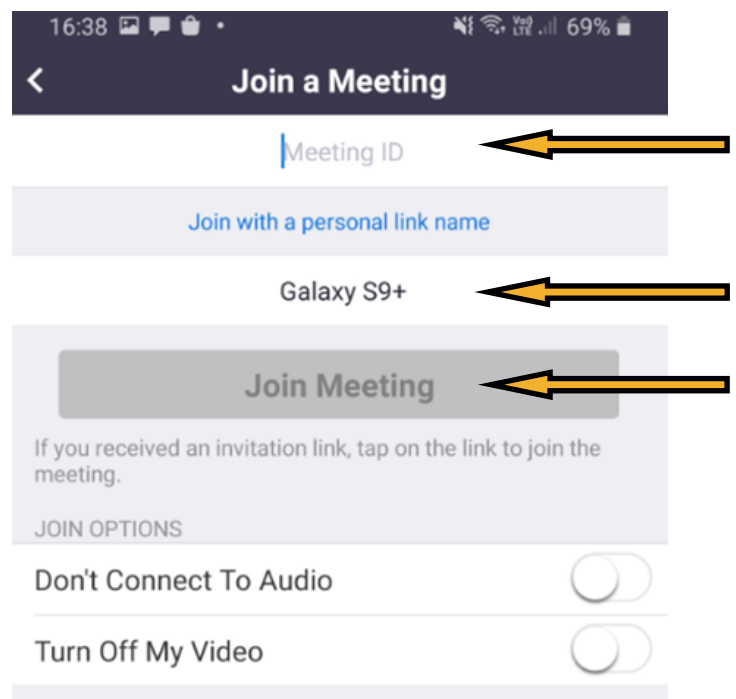 16:38 Vo) LTE 69%
Join a Meeting
Meeting ID
Join with a personal link name
Galaxy S9+
Join Meeting
If you received an invitation link, tap on the link to join the
meeting.
JOIN OPTIONS
Don't Connect To Audio
Turn Off My Video